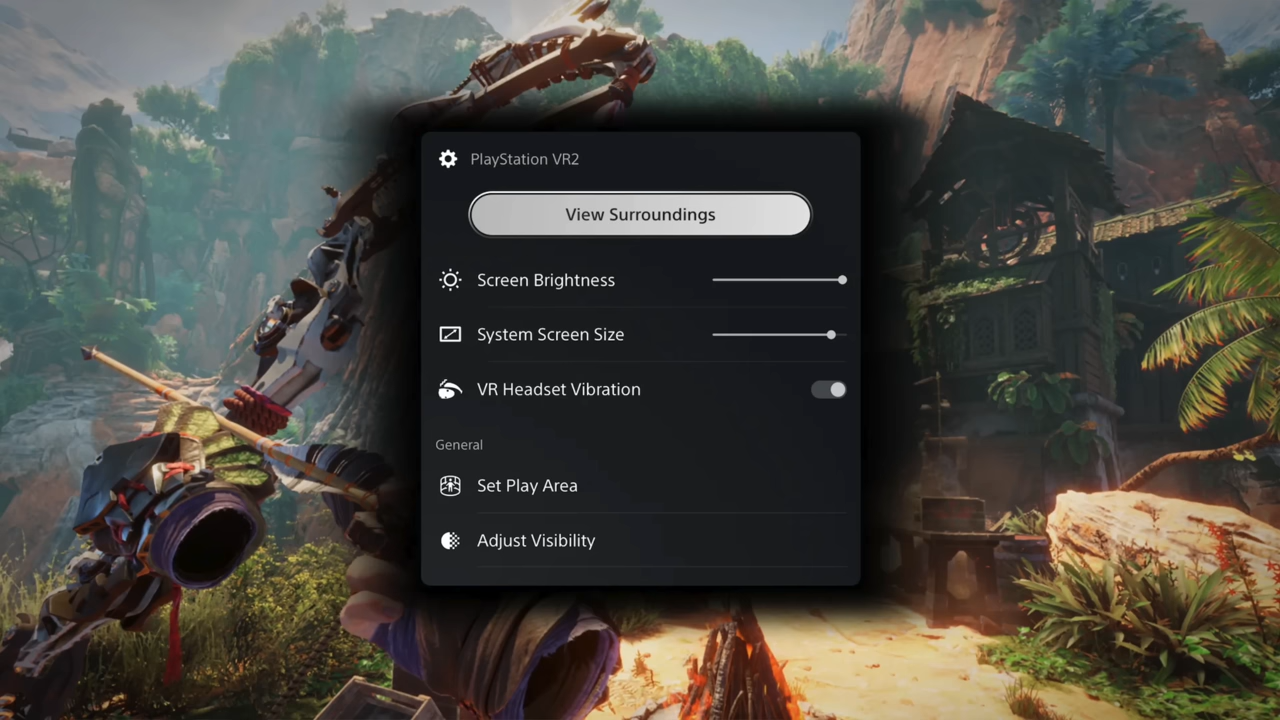 PlayStation VR2
View Surroundings
Screen Brightness
System Screen Size
VR Headset Vibration
General
Set Play Area
Adjust Visibility